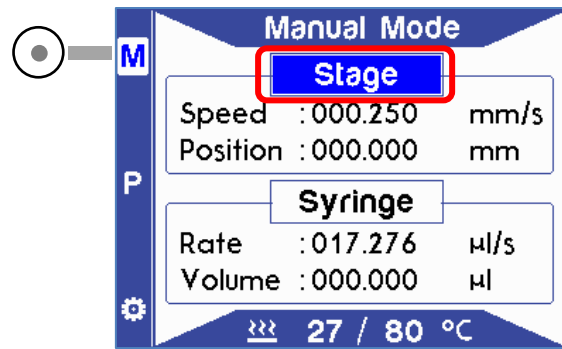 Manual Mode
M
Stage
Speed :000.250 mm/s
Position :000.000 mm
P
Syringe
Rate :017.276 µl/s
Volume :000.000 µl
27 / 80 °C